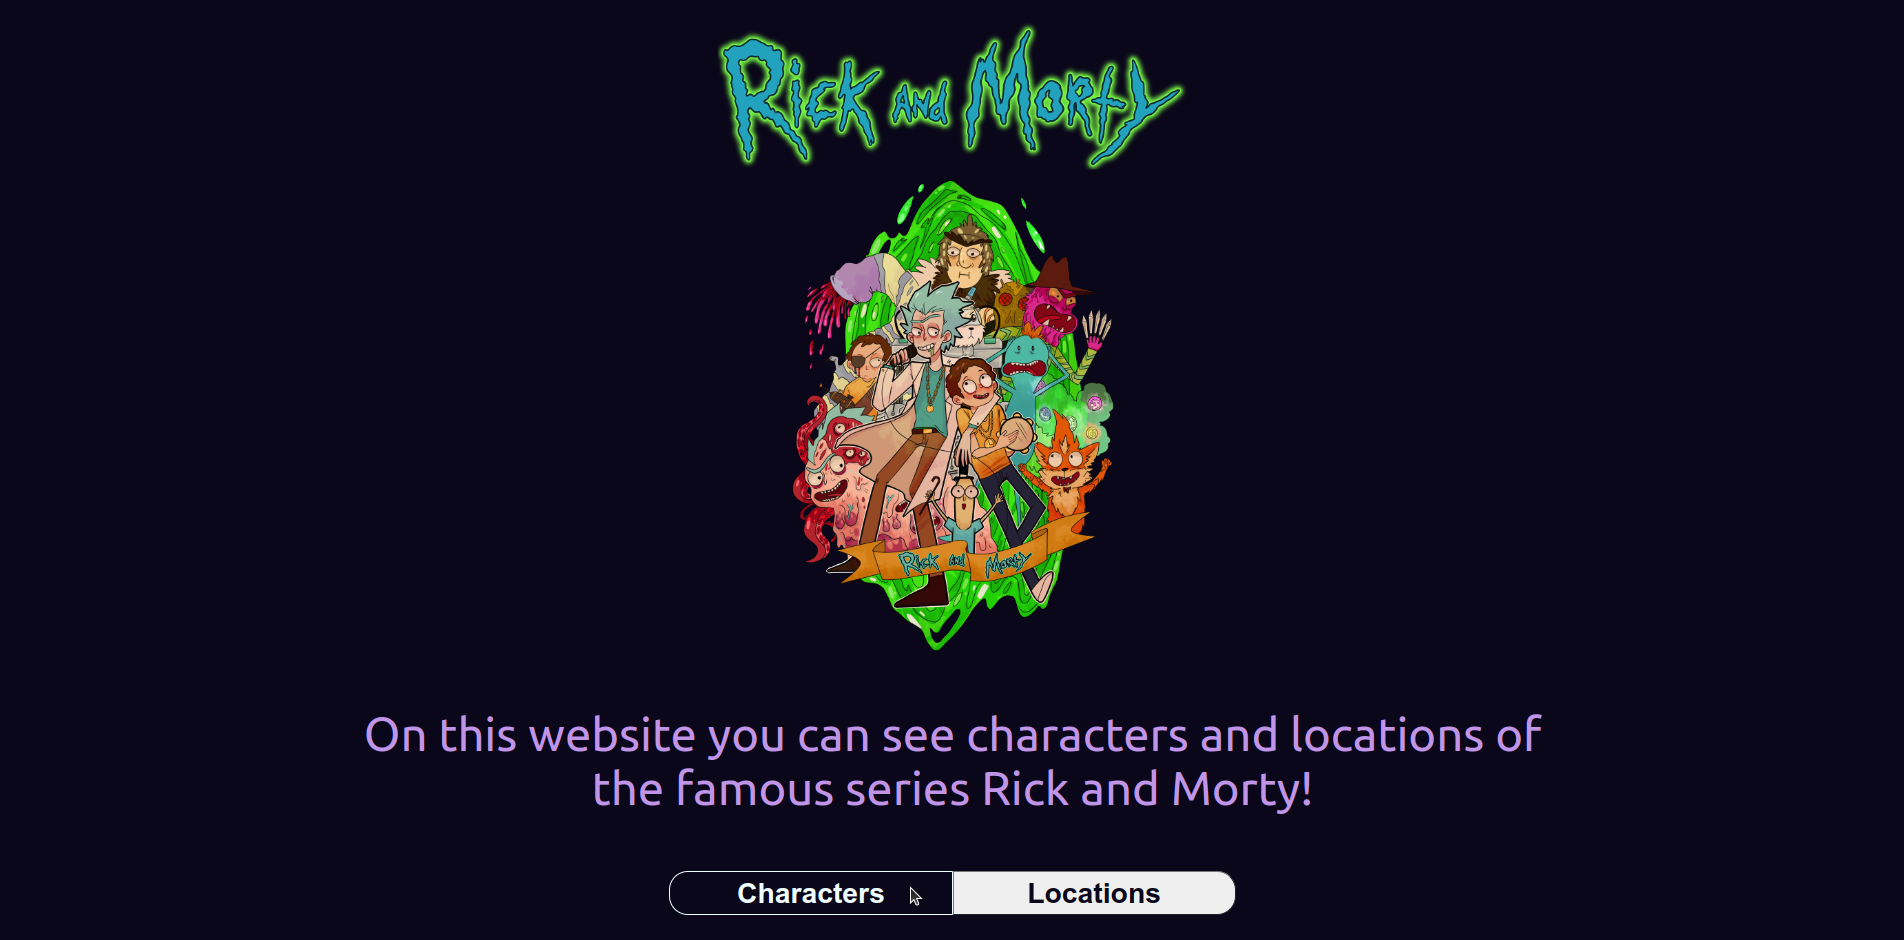 Rick and Morty
Rick and Morty
On this website you can see characters and locations of
the famous series Rick and Morty!
Characters
Locations